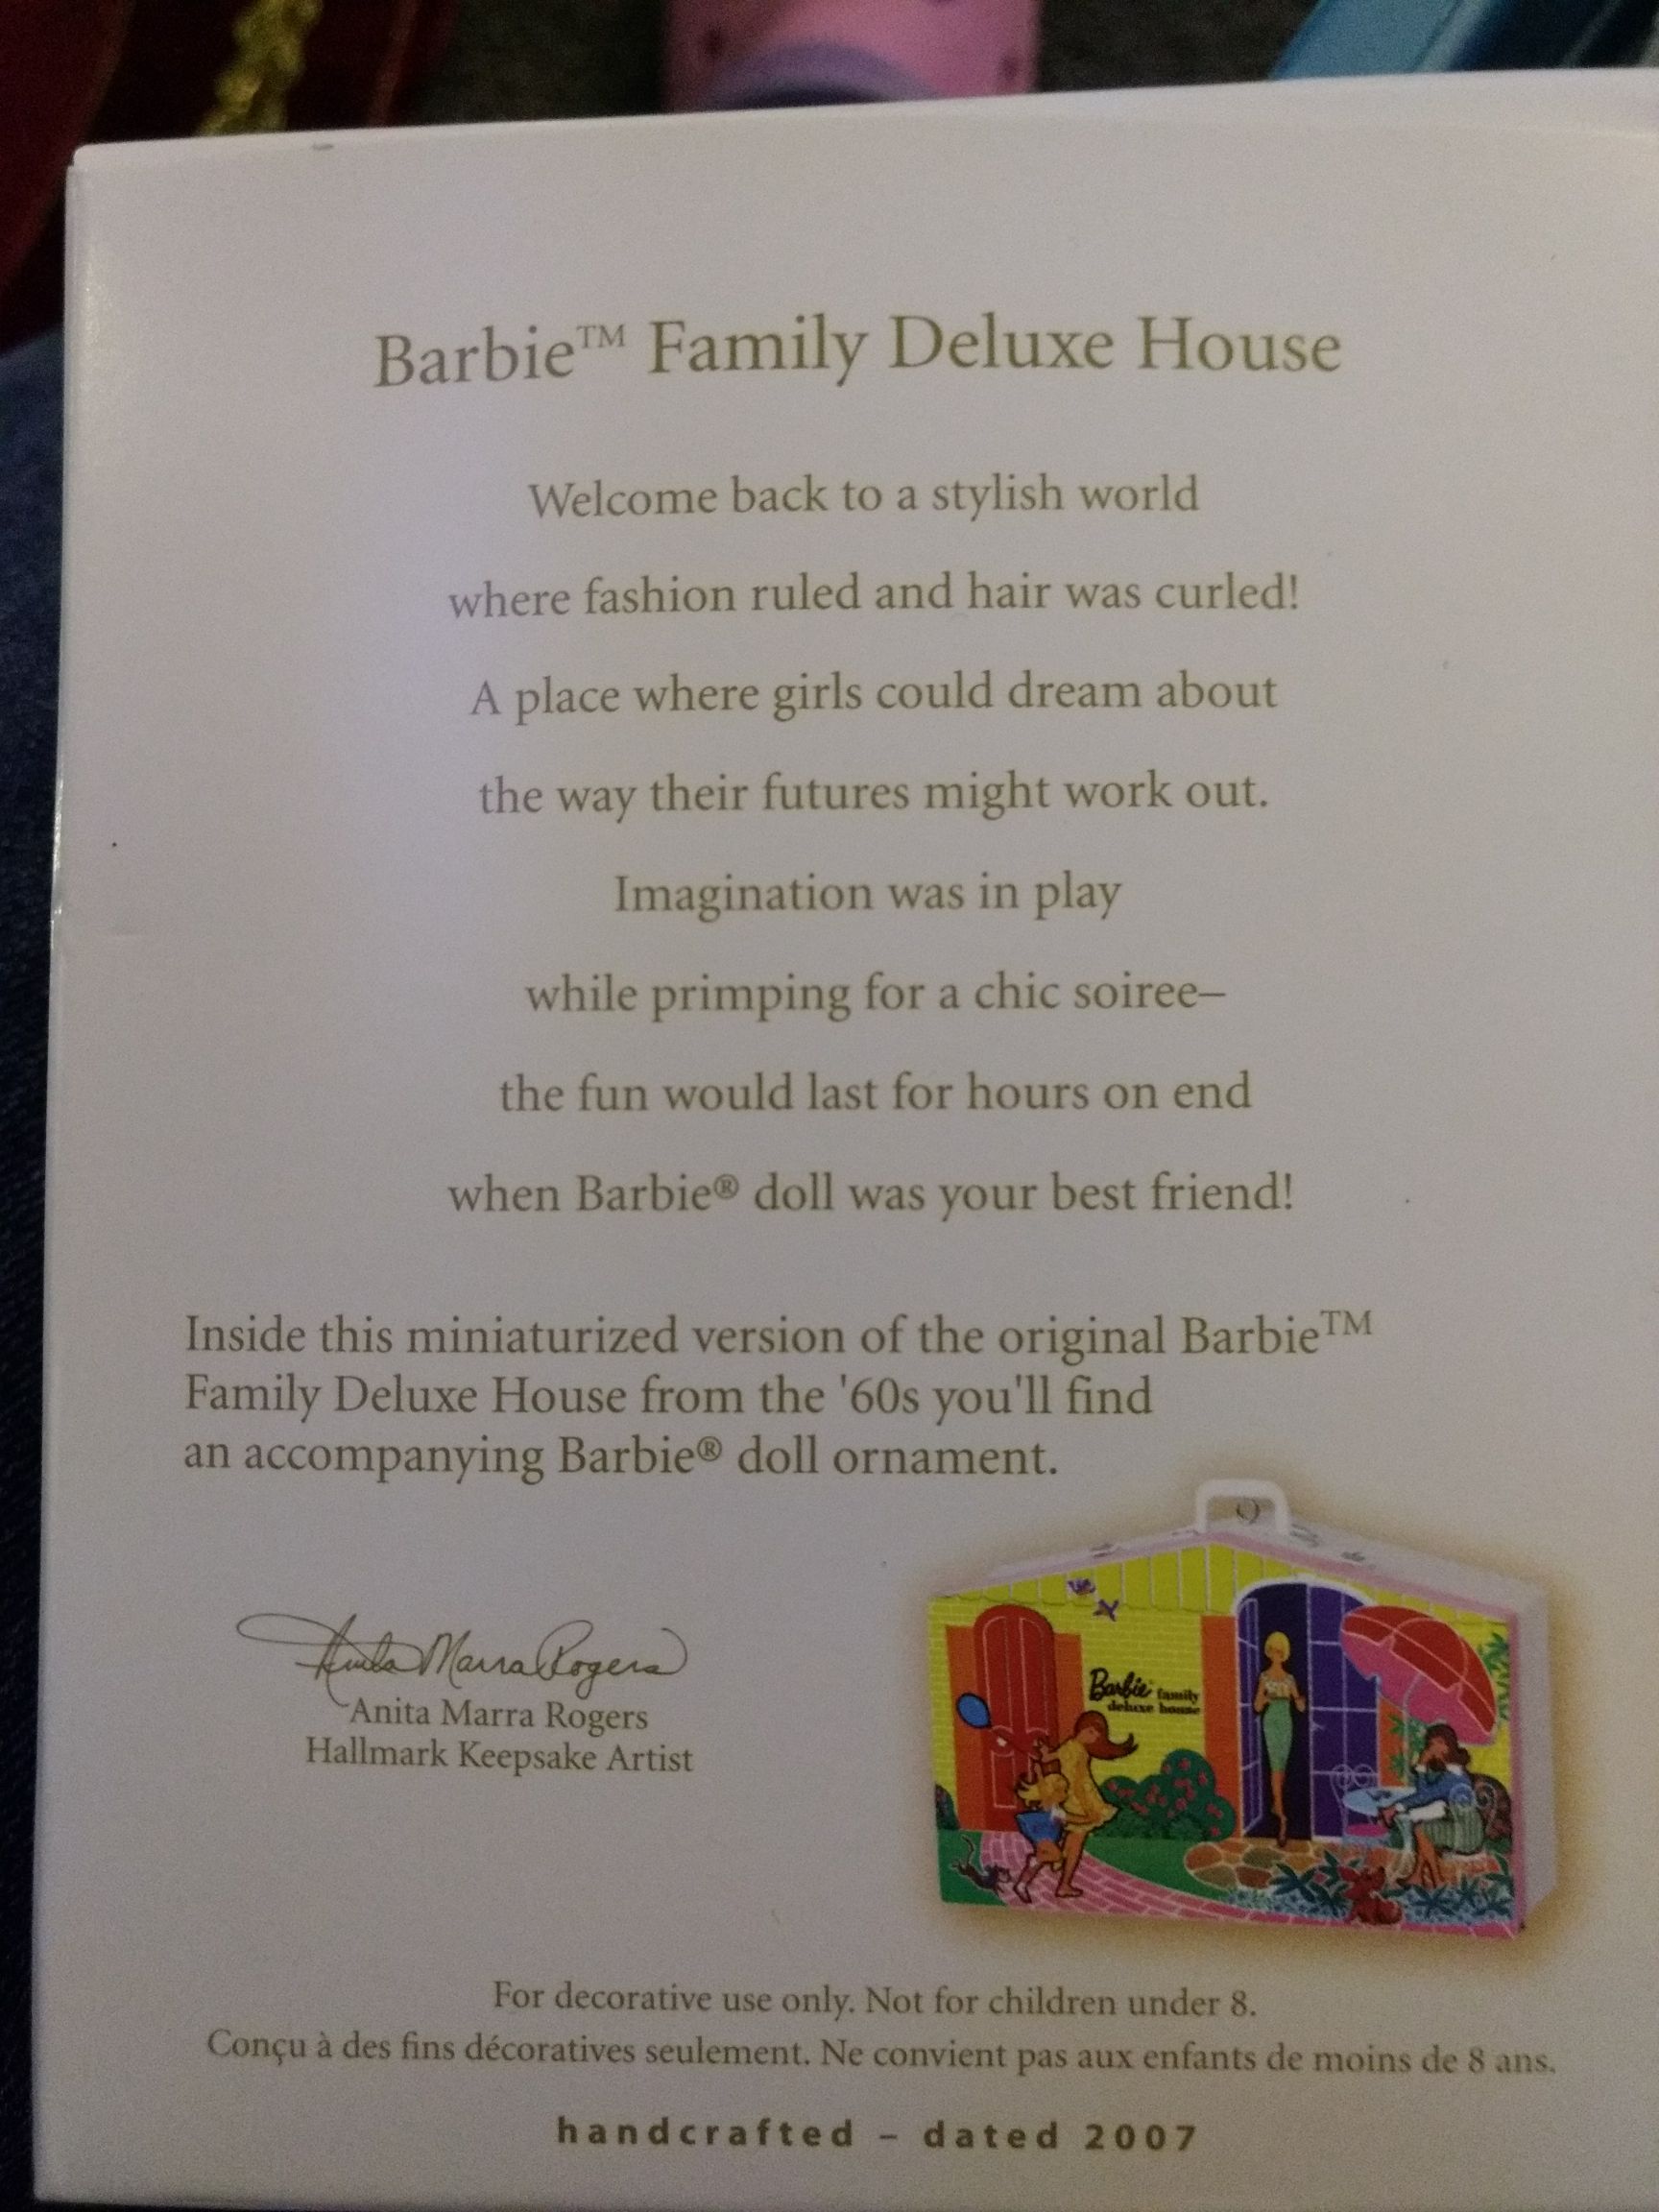 Barbie™ Family Deluxe House
Welcome back to a stylish world
where fashion ruled and hair was curled!
A place where girls could dream about
the way their futures might work out.
Imagination was in play
while primping for a chic soiree–
the fun would last for hours on end
when Barbie® doll was your best friend!
Inside this miniaturized version of the original Barbie™
Family Deluxe House from the '60s you'll find
an accompanying Barbie® doll ornament.
Barbie family
deluxe house
Anita Marra Rogers
Anita Marra Rogers
Hallmark Keepsake Artist
For decorative use only. Not for children under 8.
Conçu à des fins décoratives seulement. Ne convient pas aux enfants de moins de 8 ans.
handcrafted – dated 2007